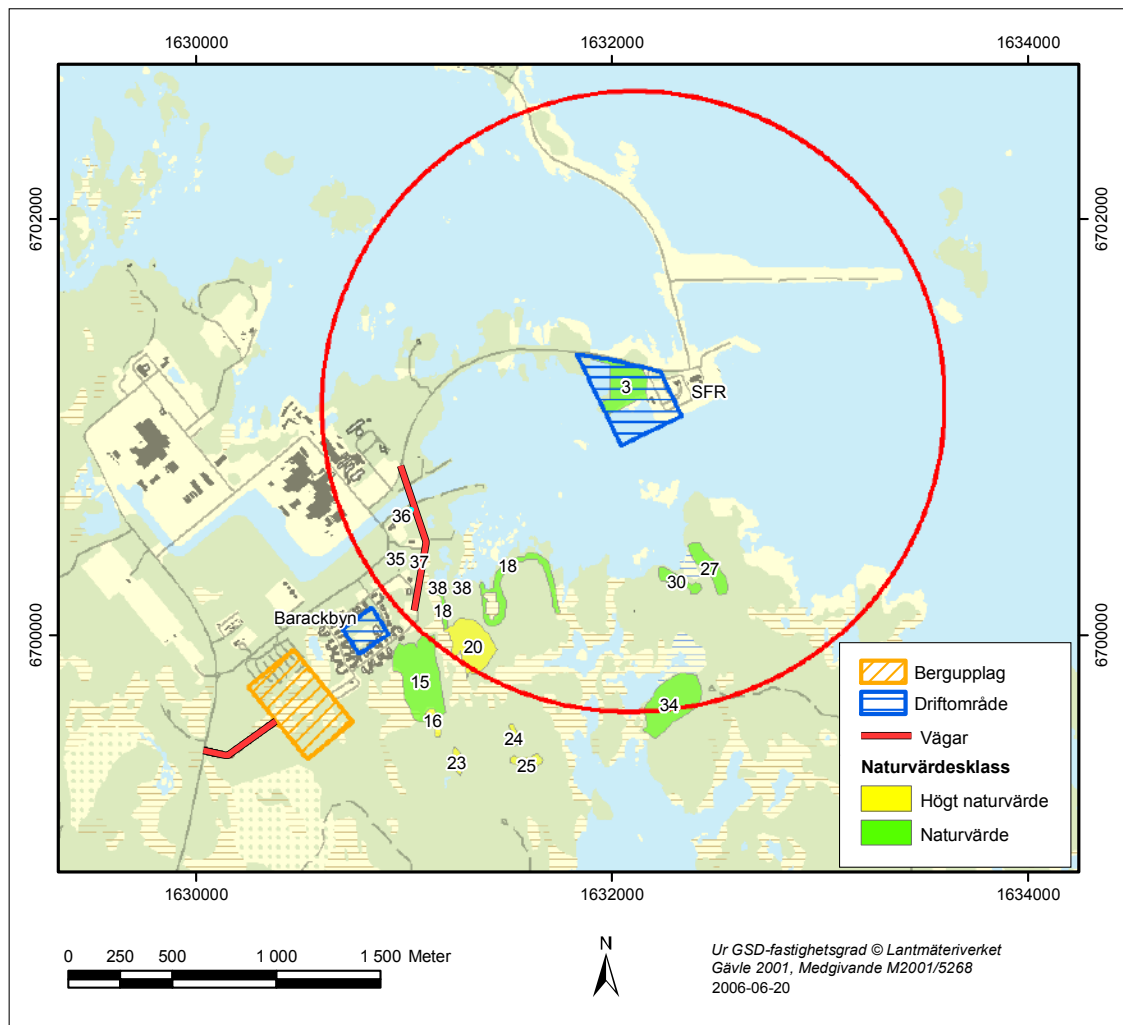 1630000
1632000
1634000
6702000
6702000
3
SFR
36
35
37
38
38
18
18
30
27
Barackbyn
20
15
16
34
24
23
25
6700000
6700000
Bergupplag
Driftområde
Vägar
Naturvärdesklass
Högt naturvärde
Naturvärde
1630000
1632000
1634000
0 250 500 1 000 1 500 Meter
N
Ur GSD-fastighetsgrad © Lantmäteriverket
Gävle 2001, Medgivande M2001/5268
2006-06-20